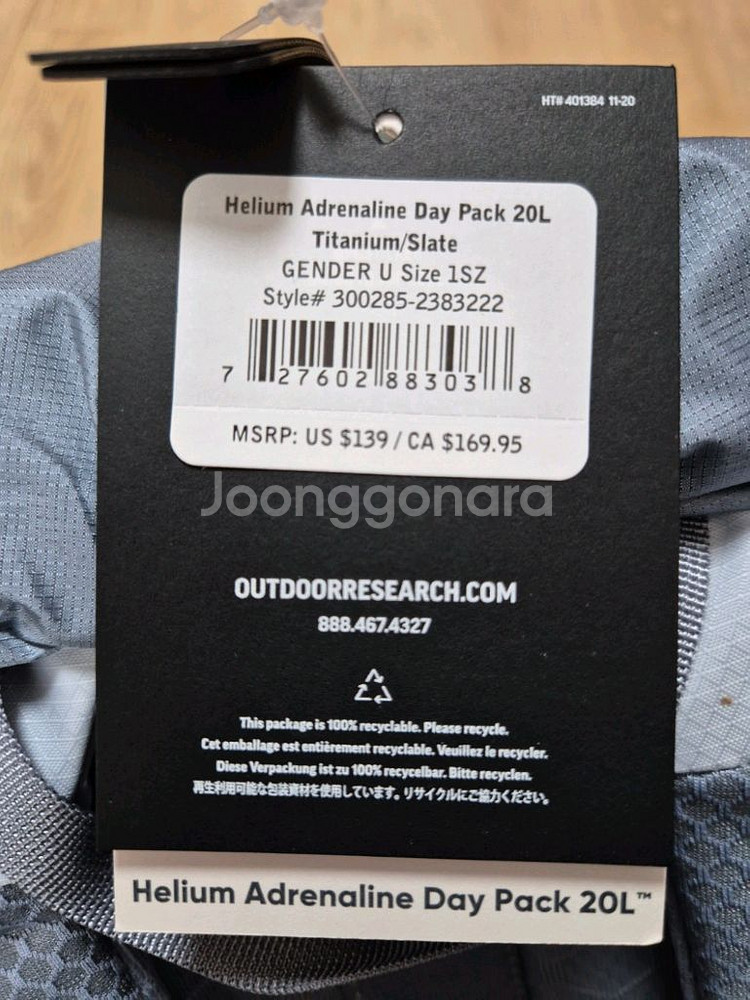 HT# 401384 11-20
Helium Adrenaline Day Pack 20L
Titanium/Slate
GENDER U Size 1SZ
Style# 300285-2383222
7 27602 88303 8
MSRP: US $139 / CA $169.95
Joonggonara
OUTDOORRESEARCH.COM
888.467.4327
This package is 100% recyclable. Please recycle.
Cet emballage est entièrement recyclable. Veuillez le recycler.
Diese Verpackung ist zu 100% recycelbar. Bitte recyclen.
再生利用可能な包装資材を使用しています。リサイクルにご協力ください。
Helium Adrenaline Day Pack 20L™